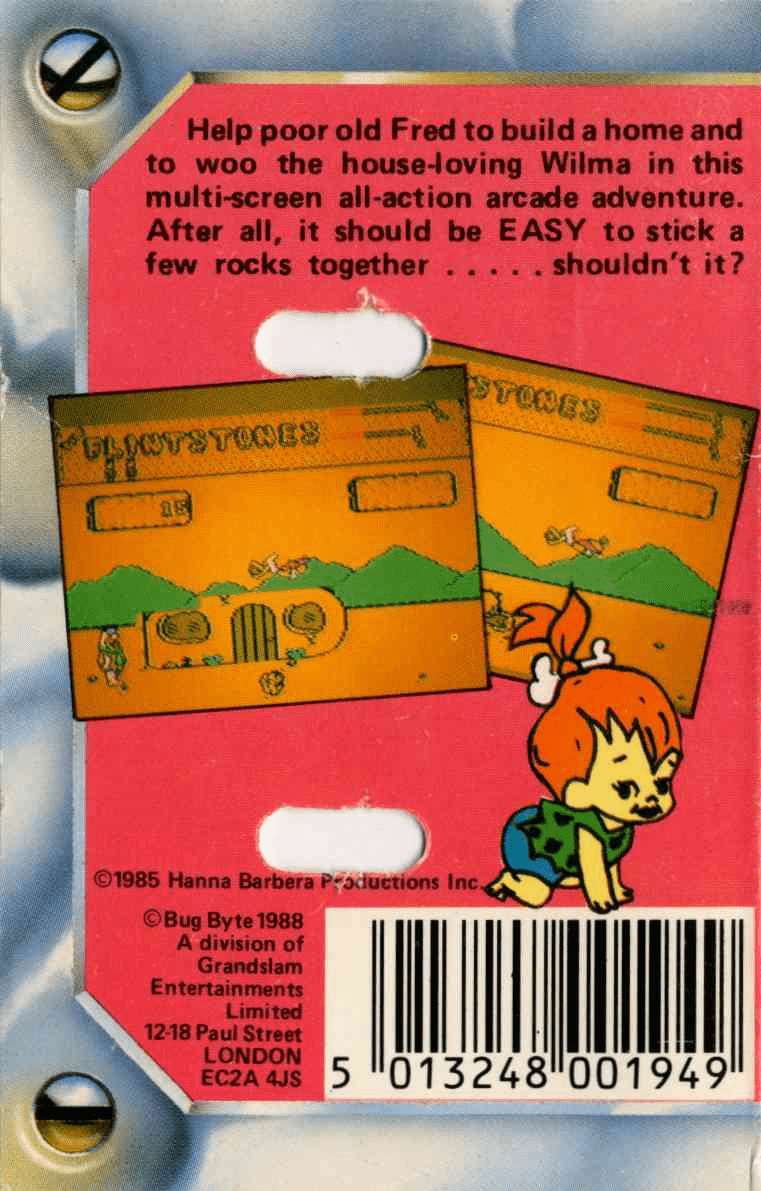 Help poor old Fred to build a home and
to woo the house-loving Wilma in this
multi-screen all-action arcade adventure.
After all, it should be EASY to stick a
few rocks together ..... shouldn't it?
FLINTSTONES
STONES
15
©1985 Hanna Barbera Productions Inc.
©Bug Byte 1988
A division of
Grandslam
Entertainments
Limited
12-18 Paul Street
LONDON
EC2A 4JS
5 013248 001949